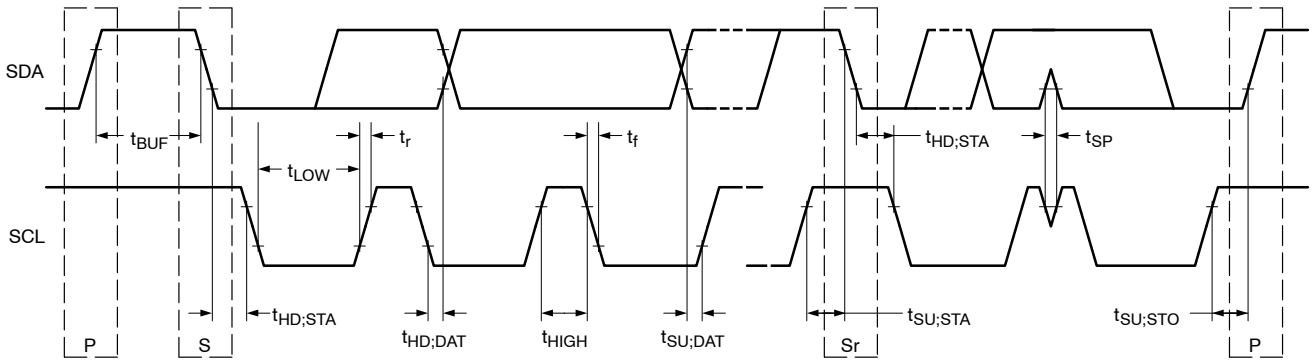 SDA
tBUF
tr
tf
tHD;STA
tSP
tLOW
SCL
tHD;STA
tHD;DAT
tHIGH
tSU;DAT
tSU;STA
tSU;STO
P
S
Sr
P